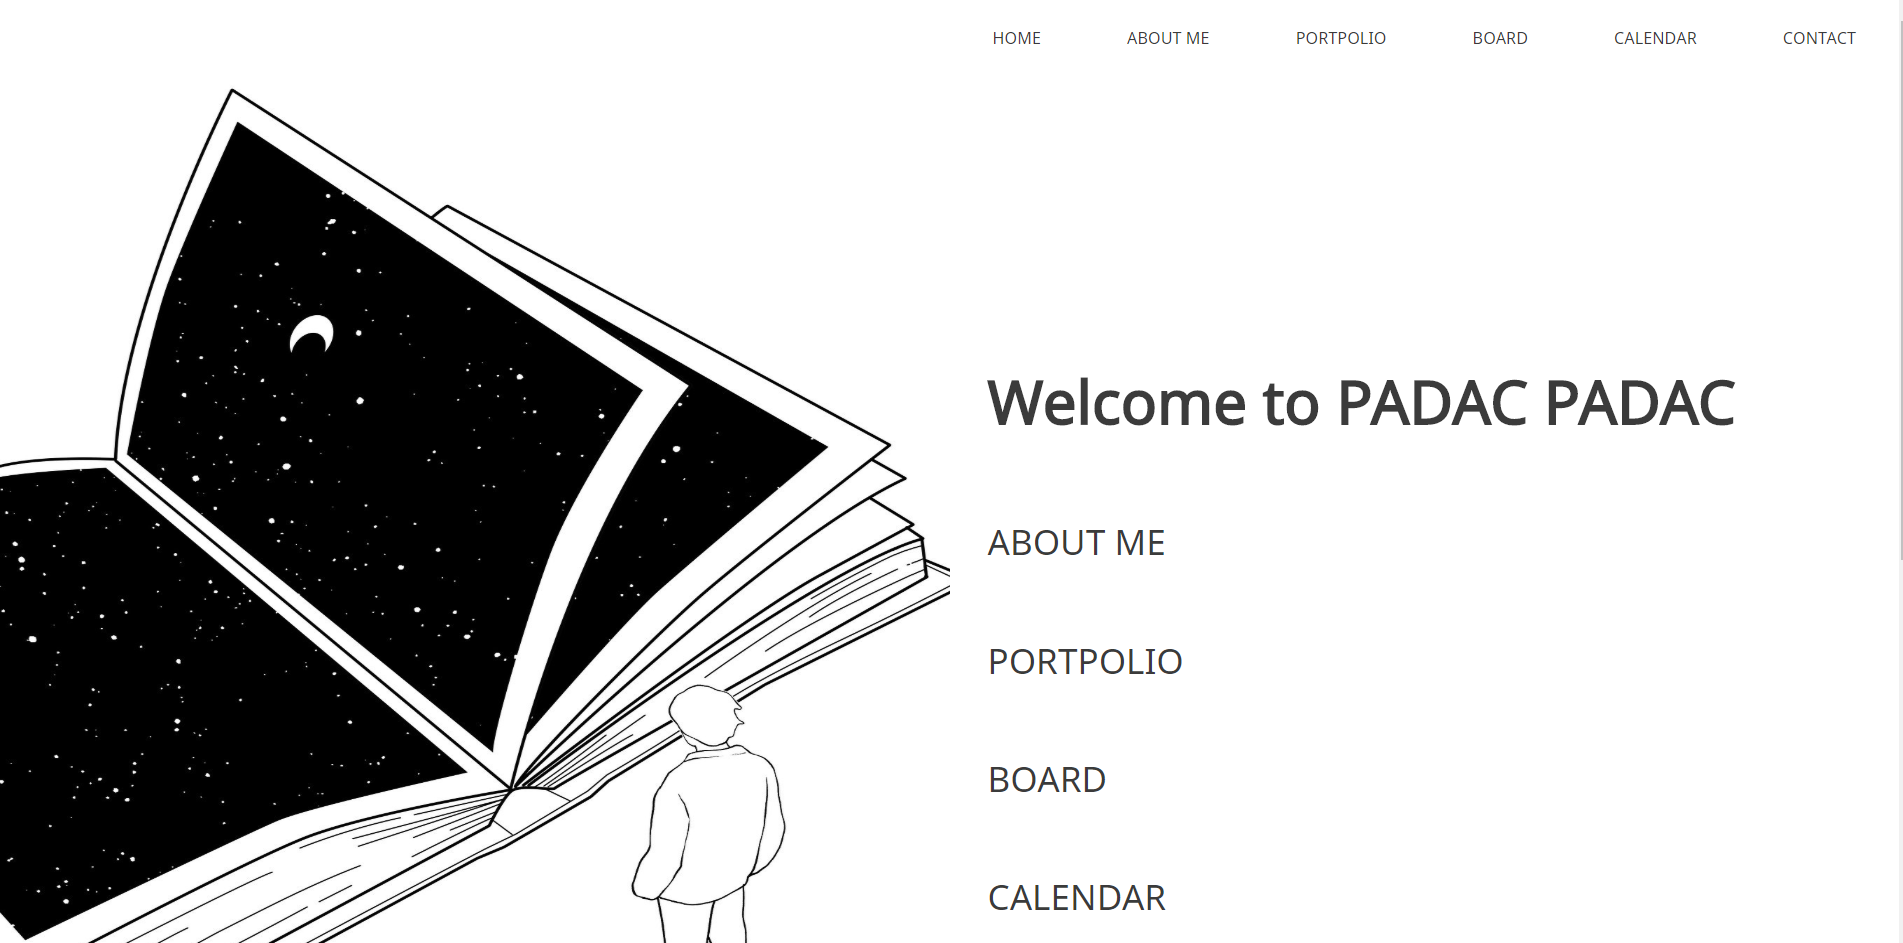 HOME ABOUT ME PORTPOLIO BOARD CALENDAR CONTACT
Welcome to PADAC PADAC
ABOUT ME
PORTPOLIO
BOARD
CALENDAR